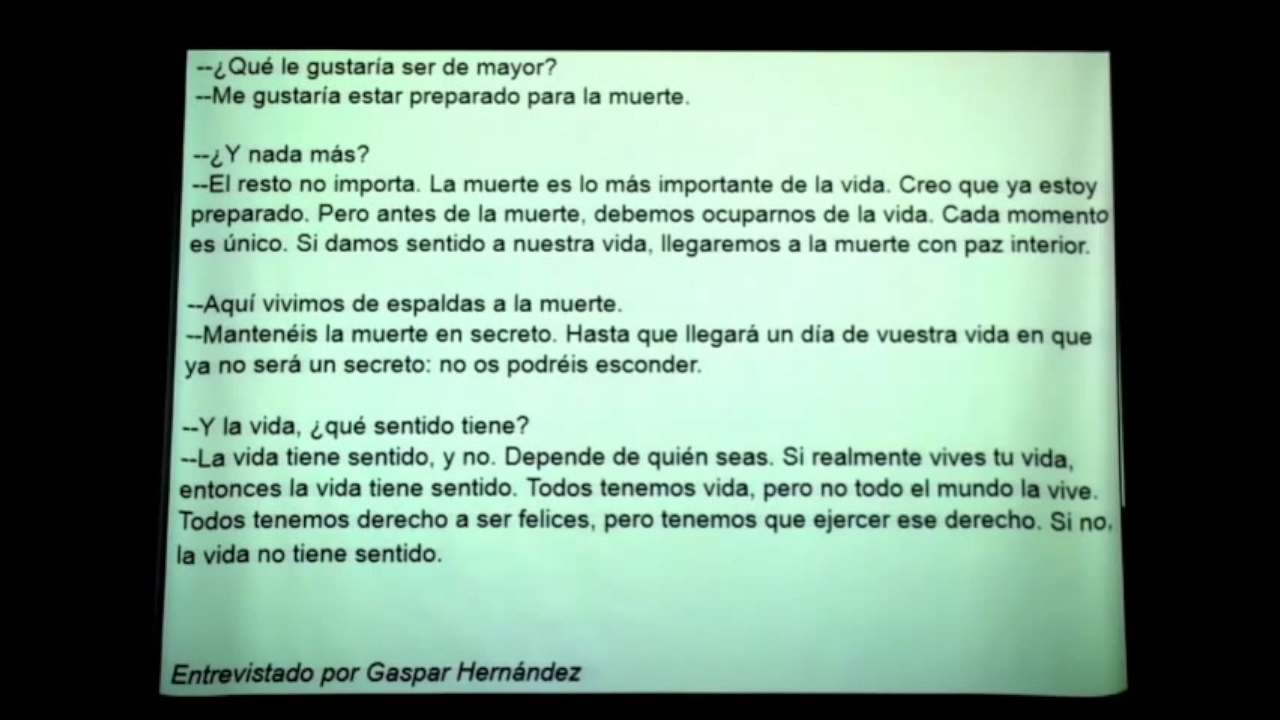 --¿Qué le gustaría ser de mayor?
--Me gustaría estar preparado para la muerte.
--¿Y nada más?
--El resto no importa. La muerte es lo más importante de la vida. Creo que ya estoy
preparado. Pero antes de la muerte, debemos ocuparnos de la vida. Cada momento
es único. Si damos sentido a nuestra vida, llegaremos a la muerte con paz interior.
--Aquí vivimos de espaldas a la muerte.
--Mantenéis la muerte en secreto. Hasta que llegará un día de vuestra vida en que
ya no será un secreto: no os podréis esconder.
--Y la vida, ¿qué sentido tiene?
--La vida tiene sentido, y no. Depende de quién seas. Si realmente vives tu vida,
entonces la vida tiene sentido. Todos tenemos vida, pero no todo el mundo la vive.
Todos tenemos derecho a ser felices, pero tenemos que ejercer ese derecho. Si no,
la vida no tiene sentido.
Entrevistado por Gaspar Hernández